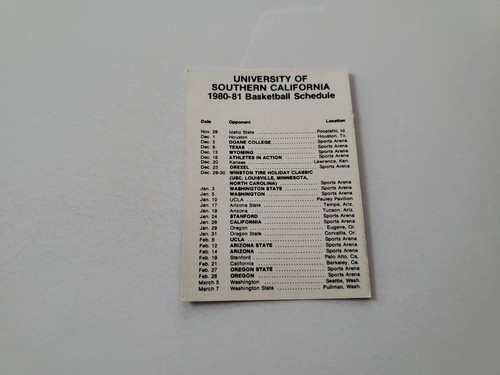 UNIVERSITY OF
SOUTHERN CALIFORNIA
1980-81 Basketball Schedule
Date Opponent Location
Nov. 28 Idaho State Pocatello, Id.
Dec. 1 Houston Houston, Tx.
Dec. 5 DOANE COLLEGE Sports Arena
Dec. 9 TEXAS Sports Arena
Dec. 13 WYOMING Sports Arena
Dec. 16 ATHLETES IN ACTION Sports Arena
Dec. 20 Kansas Lawrence, Kan.
Dec. 23 DREXEL Sports Arena
Dec. 29-30 WINSTON TIRE HOLIDAY CLASSIC
(USC, LOUISVILLE, MINNESOTA,
NORTH CAROLINA) Sports Arena
Jan. 3 WASHINGTON STATE Sports Arena
Jan. 5 WASHINGTON Sports Arena
Jan. 10 UCLA Pauley Pavilion
Jan. 17 Arizona State Tempe, Ariz.
Jan. 19 Arizona Tucson, Ariz.
Jan. 24 STANFORD Sports Arena
Jan. 26 CALIFORNIA Sports Arena
Jan. 29 Oregon Eugene, Or.
Jan. 31 Oregon State Corvallis, Or.
Feb. 6 UCLA Sports Arena
Feb. 12 ARIZONA STATE Sports Arena
Feb. 14 ARIZONA Sports Arena
Feb. 19 Stanford Palo Alto, Ca.
Feb. 21 California Berkeley, Ca.
Feb. 27 OREGON STATE Sports Arena
Feb. 28 OREGON Sports Arena
March 5 Washington Seattle, Wash.
March 7 Washington State Pullman, Wash.